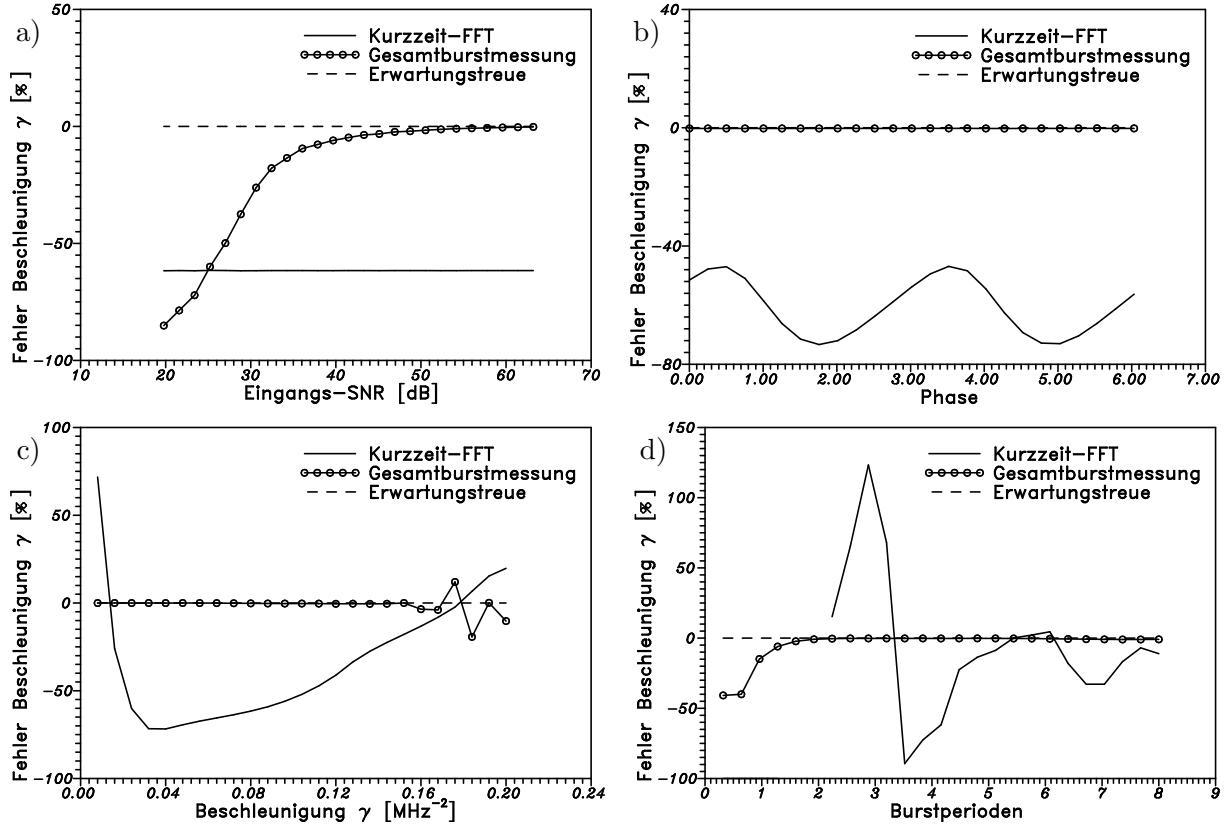 a)
Fehler Beschleunigung γ [%]
50
0
−50
−100
Kurzzeit−FFT
Gesamtburstmessung
Erwartungstreue
10 20 30 40 50 60 70
Eingangs−SNR [dB]
b)
Fehler Beschleunigung γ [%]
40
0
−40
−80
Kurzzeit−FFT
Gesamtburstmessung
Erwartungstreue
0.00 1.00 2.00 3.00 4.00 5.00 6.00 7.00
Phase
c)
Fehler Beschleunigung γ [%]
100
50
0
−50
−100
Kurzzeit−FFT
Gesamtburstmessung
Erwartungstreue
0.00 0.04 0.08 0.12 0.16 0.20 0.24
Beschleunigung γ [MHz⁻²]
d)
Fehler Beschleunigung γ [%]
150
100
50
0
−50
−100
Kurzzeit−FFT
Gesamtburstmessung
Erwartungstreue
0 1 2 3 4 5 6 7 8 9
Burstperioden